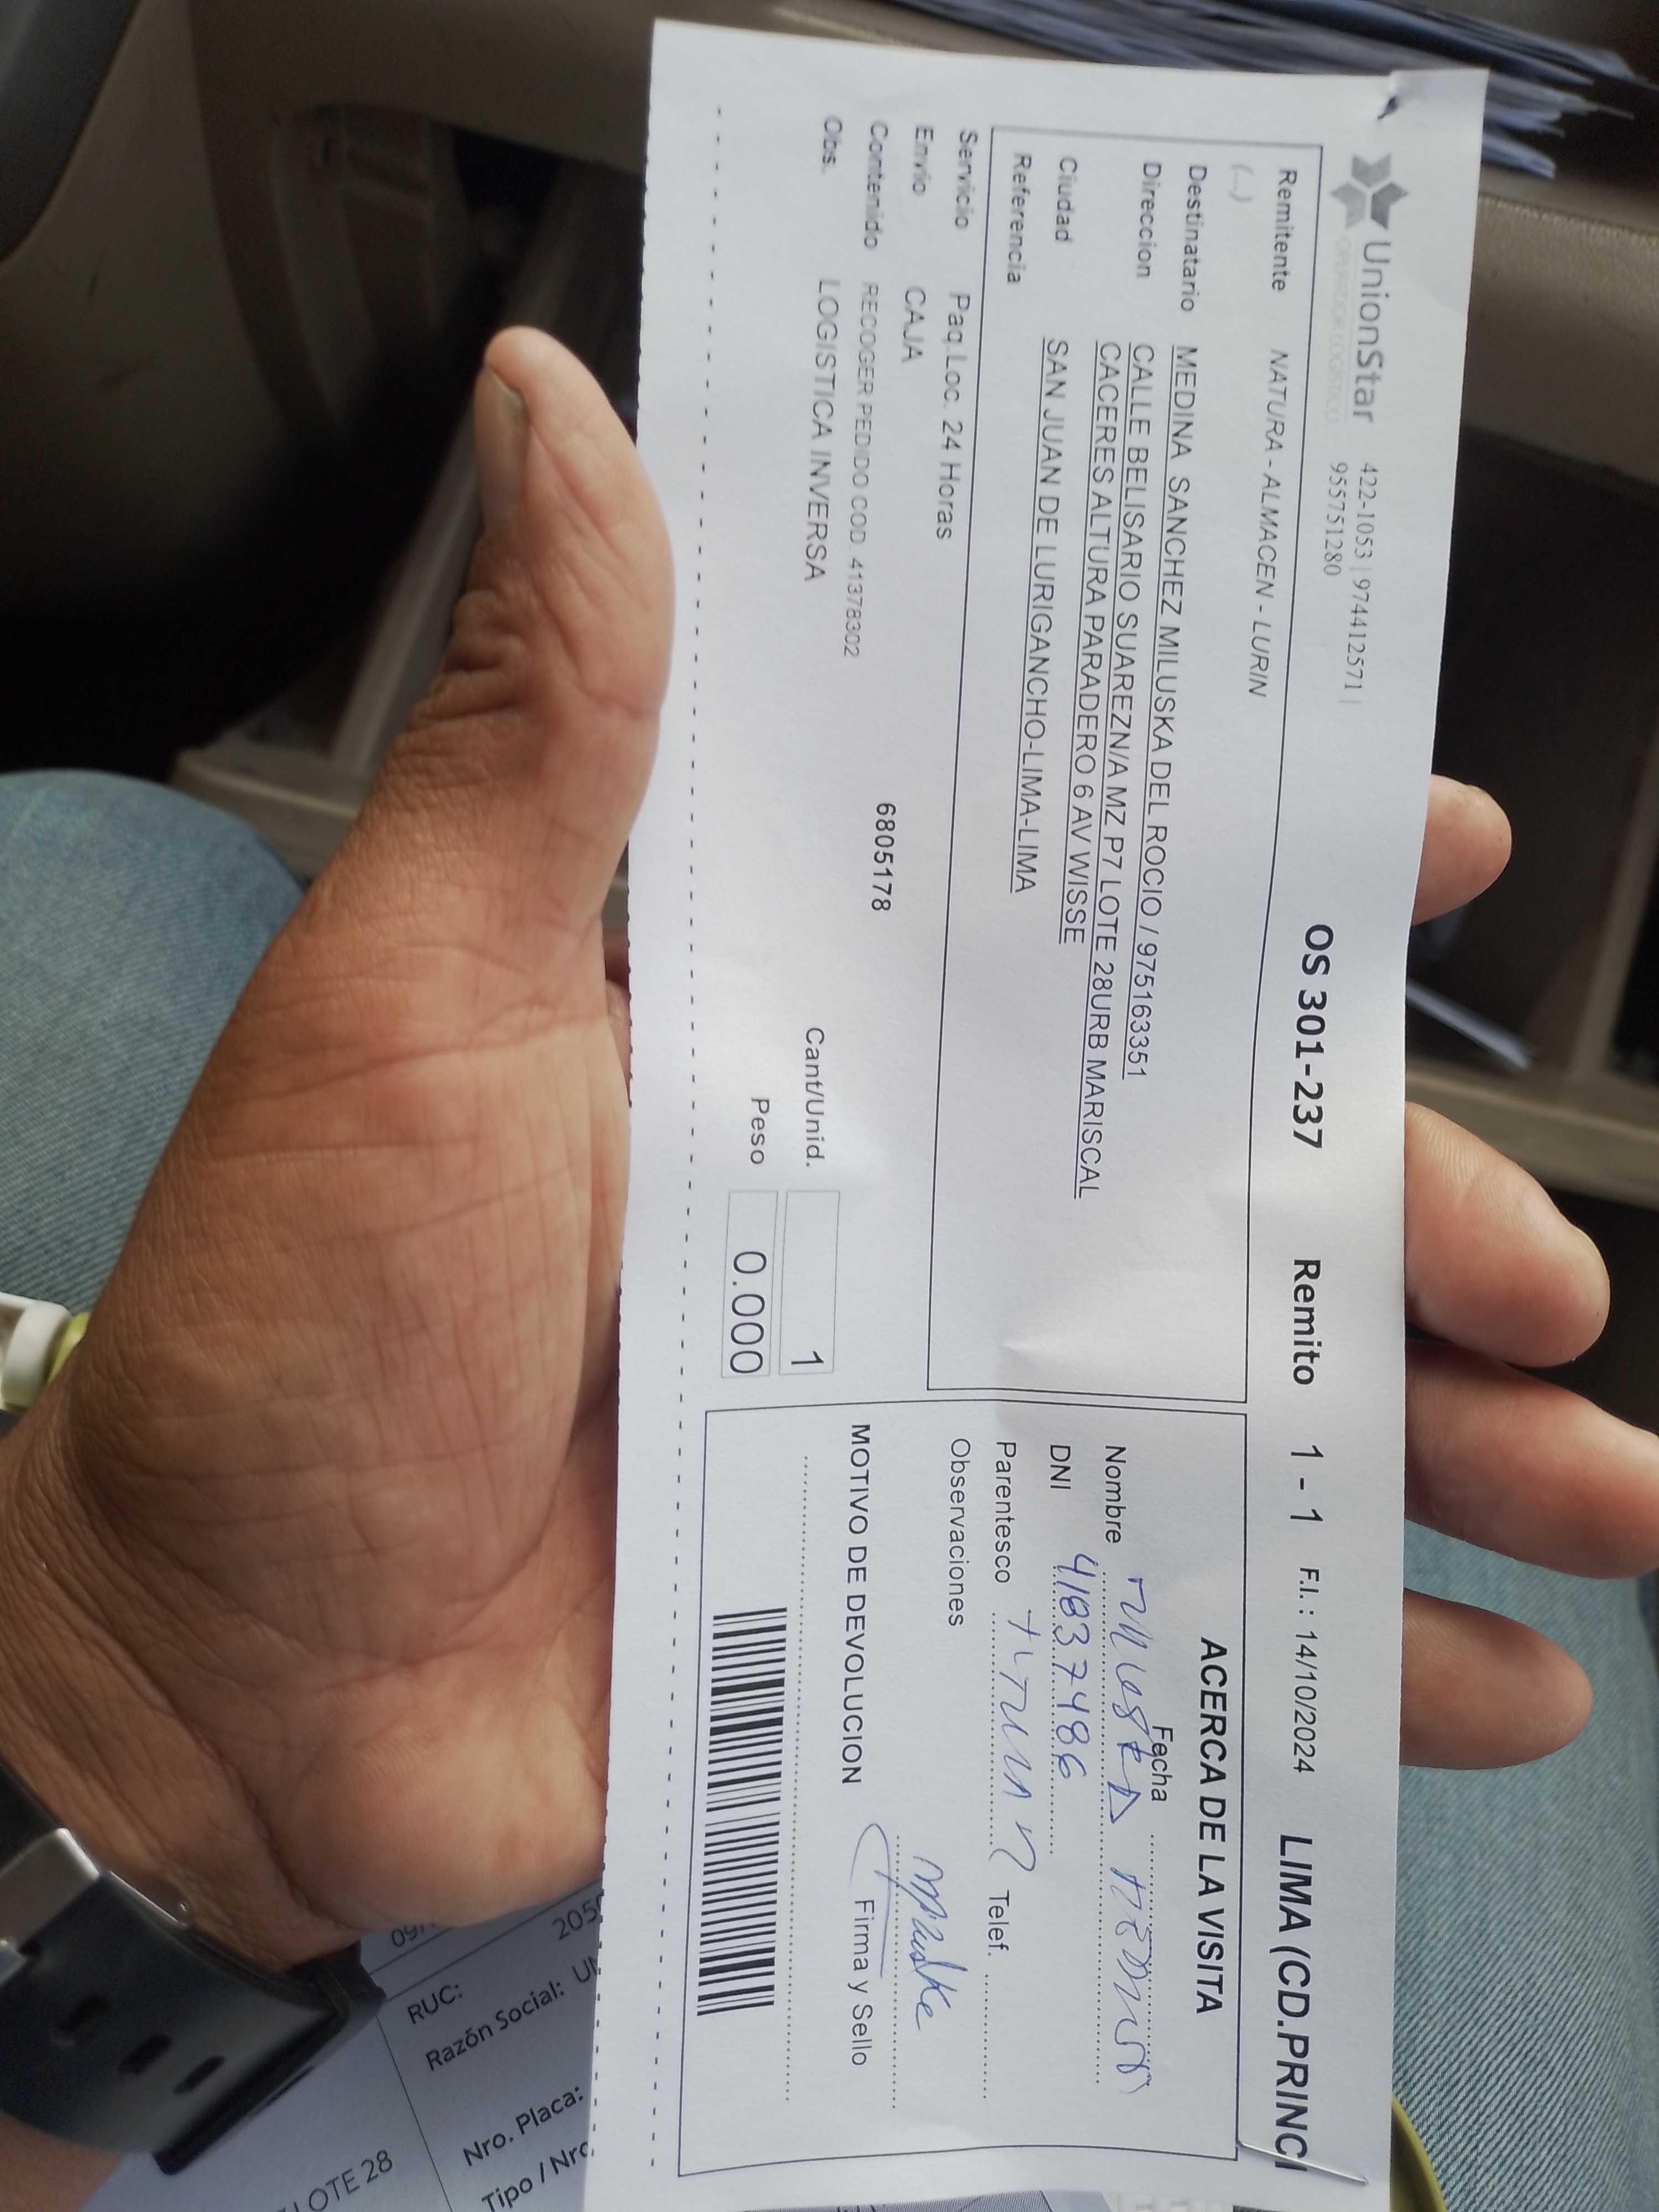 UnionStar
OPERADOR LOGISTICO
422-1053 | 974412571 |
955751280
OS 301-237 Remito 1 - 1 F.I.: 14/10/2024 LIMA (CD.PRINCI
Remitente NATURA - ALMACEN - LURIN
(...)
Destinatario MEDINA SANCHEZ MILUSKA DEL ROCIO / 975163351
Direccion CALLE BELISARIO SUAREZN/A MZ P7 LOTE 28URB MARISCAL
CACERES ALTURA PARADERO 6 AV WISSE
Ciudad SAN JUAN DE LURIGANCHO-LIMA-LIMA
Referencia
Servicio Paq.Loc. 24 Horas
Envio CAJA
6805178
Contenido RECOGER PEDIDO COD. 41378302
Obs. LOGISTICA INVERSA
Cant/Unid. 1
Peso 0.000
ACERCA DE LA VISITA
Fecha
Nombre
DNI 41837486
Parentesco Telef.
Observaciones
Firma y Sello
MOTIVO DE DEVOLUCION
205
RUC:
Razón Social:
Nro. Placa:
Tipo / Nro
LOTE 28